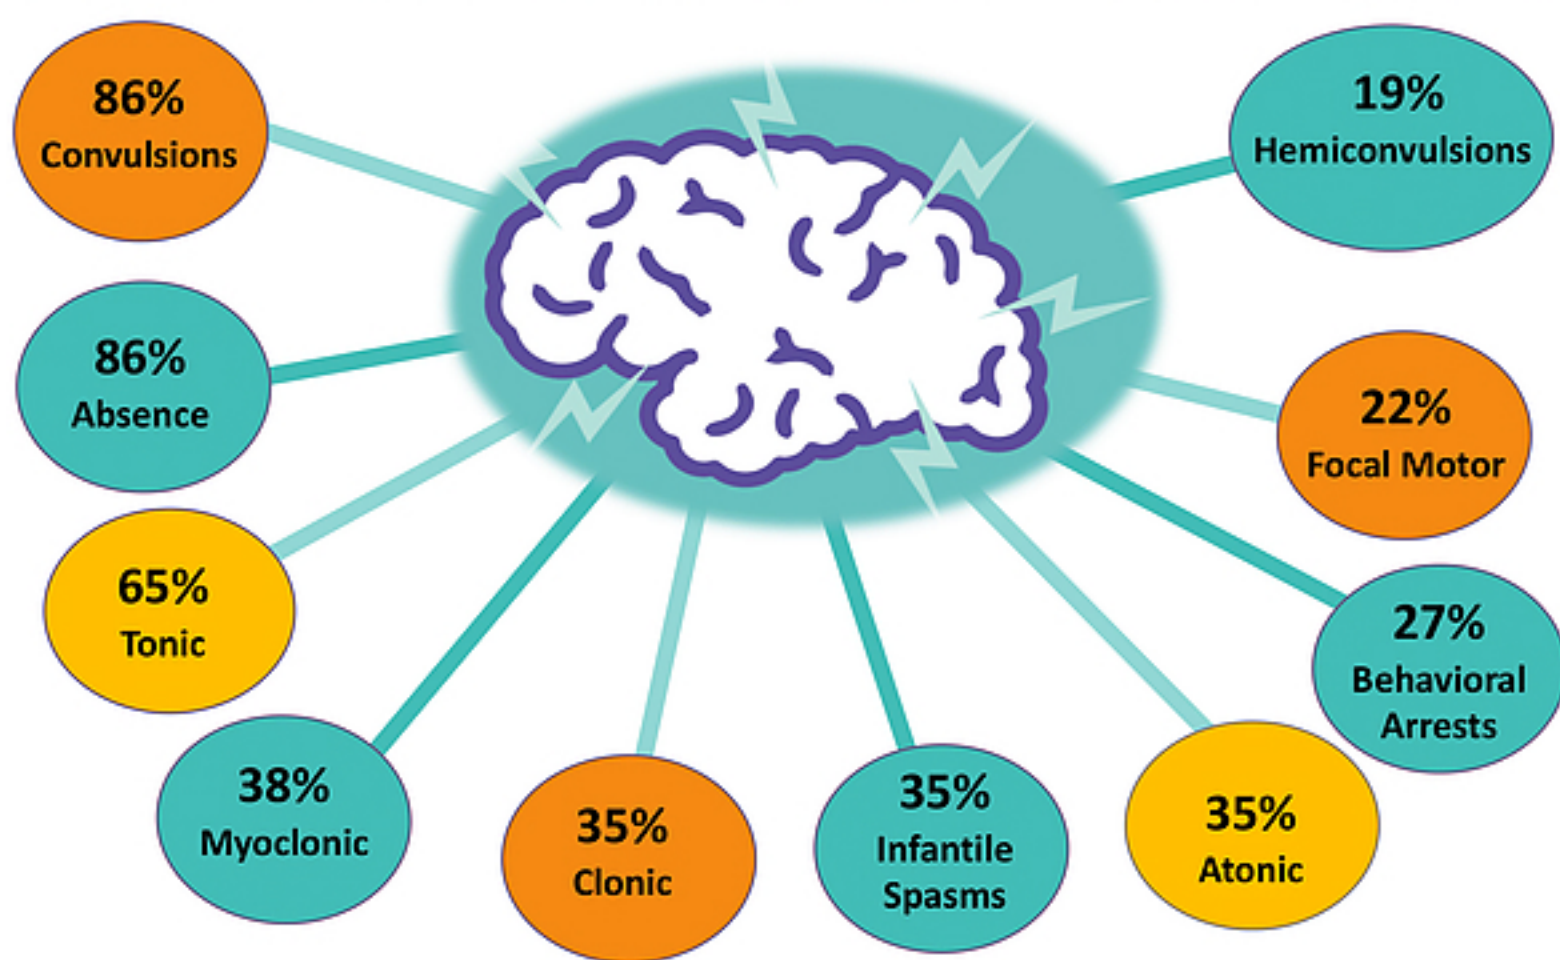 86%
Convulsions
86%
Absence
65%
Tonic
38%
Myoclonic
35%
Clonic
35%
Infantile
Spasms
35%
Atonic
27%
Behavioral
Arrests
22%
Focal Motor
19%
Hemiconvulsions